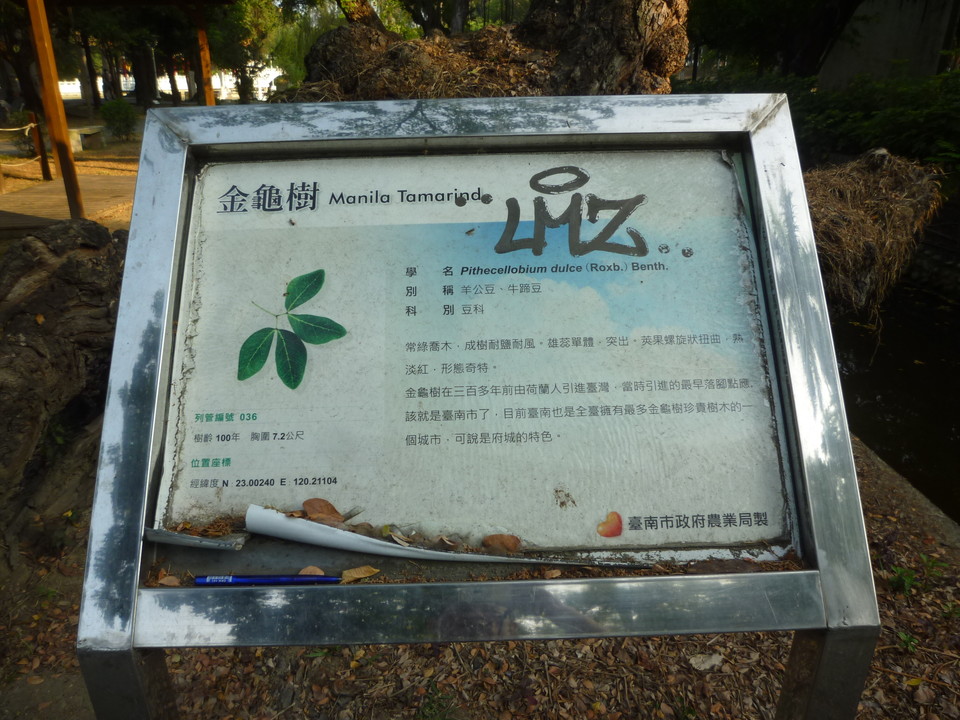 金龜樹 Manila Tamarind
學 名 Pithecellobium dulce (Roxb.) Benth.
別 稱 羊公豆、牛蹄豆
科 別 豆科
常綠喬木，成樹耐鹽耐風。雄蕊單體，突出。莢果螺旋狀扭曲，熟
淡紅，形態奇特。
金龜樹在三百多年前由荷蘭人引進臺灣，當時引進的最早落腳點應
該就是臺南市了，目前臺南也是全臺擁有最多金龜樹珍貴樹木的一
個城市，可說是府城的特色。
列管編號 036
樹齡 100年 胸圍 7.2公尺
位置座標
經緯度 N：23.00240 E：120.21104
臺南市政府農業局製